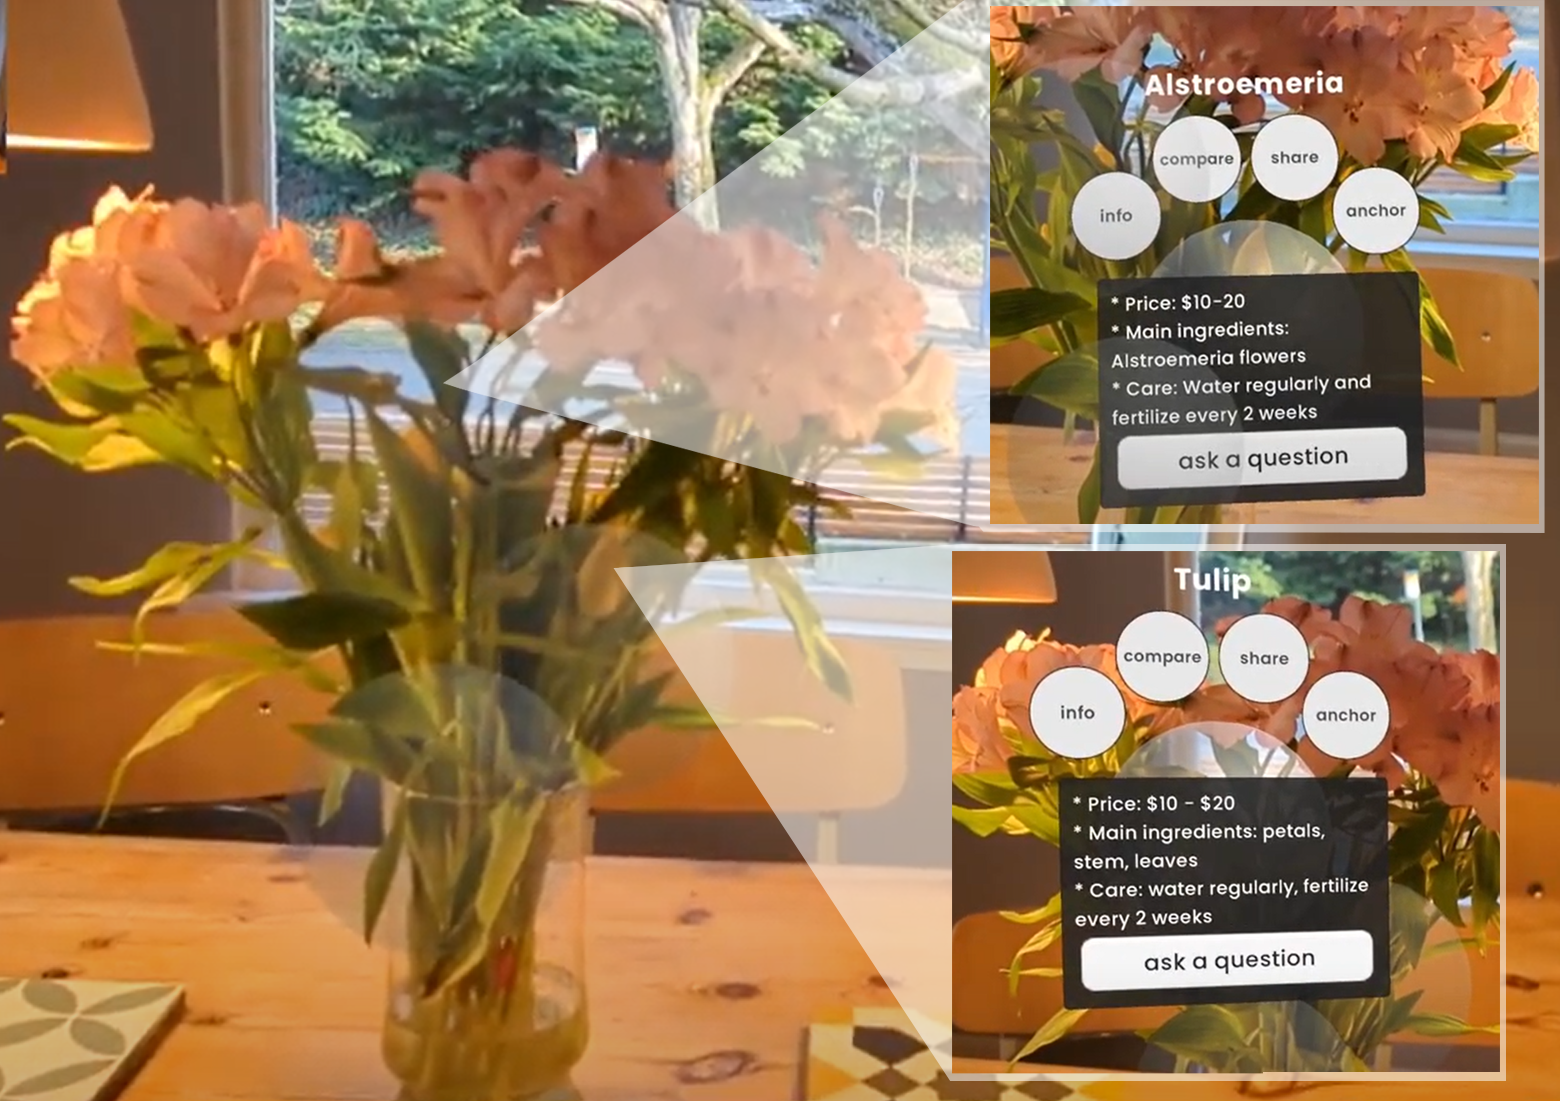 Alstroemeria
info
compare
share
anchor
* Price: $10-20
* Main ingredients:
Alstroemeria flowers
* Care: Water regularly and
fertilize every 2 weeks
ask a question
Tulip
info
compare
share
anchor
* Price: $10 - $20
* Main ingredients: petals,
stem, leaves
* Care: water regularly, fertilize
every 2 weeks
ask a question